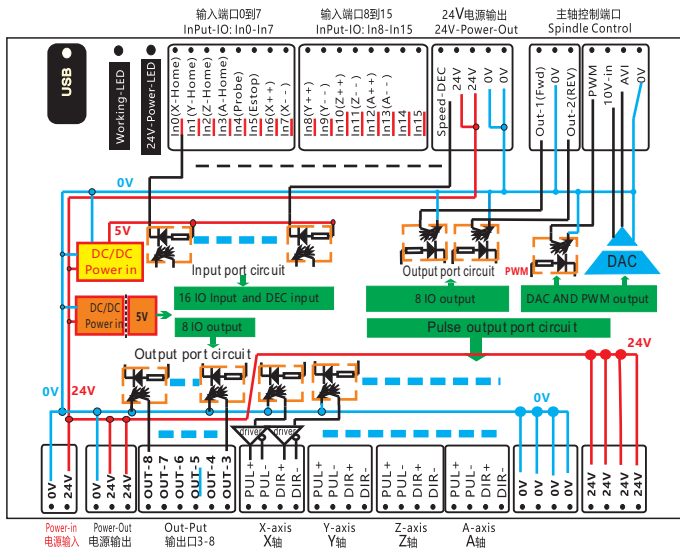 输入端口0到7
InPut-IO: In0-In7
输入端口8到15
InPut-IO: In8-In15
24V电源输出
24V-Power-Out
主轴控制端口
Spindle Control
USB
Working-LED
24V-Power-LED
In0(X-Home)
In1(Y-Home)
In2(Z-Home)
In3(A-Home)
In4(Probe)
In5(Estop)
In6(X++)
In7(X--)
In8(Y++)
In9(Y--)
In10(Z++)
In11(Z--)
In12(A++)
In13(A--)
In14
In15
Speed-DEC
24V
24V
0V
0V
Out-1(Fwd)
0V
Out-2(REV)
PWM
10V-in
AVI
0V
0V
5V
DC/DC
Power in
Input port circuit
Output port circuit
PWM
DAC
16 IO Input and DEC input
8 IO output
DAC AND PWM output
DC/DC
Power in
5V
8 IO output
Pulse output port circuit
Output port circuit
24V
0V
24V
0V
driver
driver
0V
24V
0V
24V
24V
OUT-8
OUT-7
OUT-6
OUT-5
OUT-4
OUT-3
PUL+
PUL-
DIR+
DIR-
PUL+
PUL-
DIR+
DIR-
PUL+
PUL-
DIR+
DIR-
PUL+
PUL-
DIR+
DIR-
0V
0V
0V
0V
24V
24V
24V
24V
Power-in
电源输入
Power-Out
电源输出
Out-Put
输出口3-8
X-axis
X轴
Y-axis
Y轴
Z-axis
Z轴
A-axis
A轴